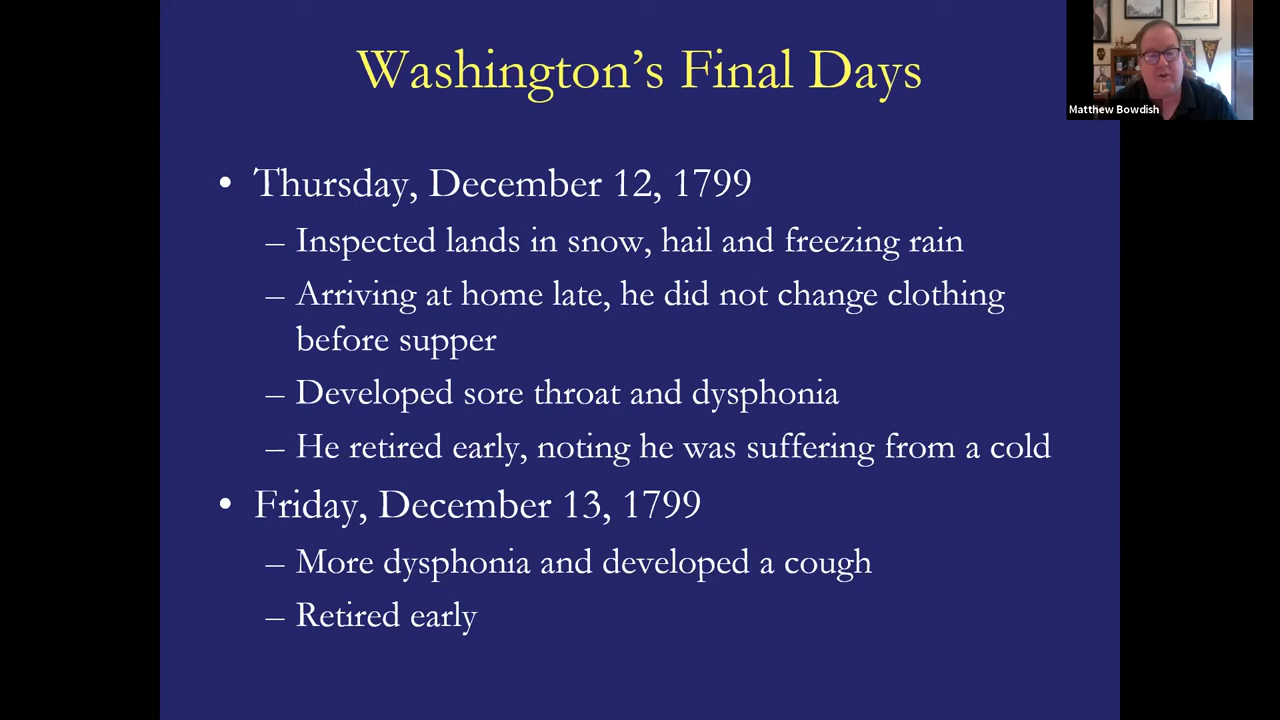 Washington’s Final Days
Matthew Bowdish
• Thursday, December 12, 1799
– Inspected lands in snow, hail and freezing rain
– Arriving at home late, he did not change clothing
before supper
– Developed sore throat and dysphonia
– He retired early, noting he was suffering from a cold
• Friday, December 13, 1799
– More dysphonia and developed a cough
– Retired early